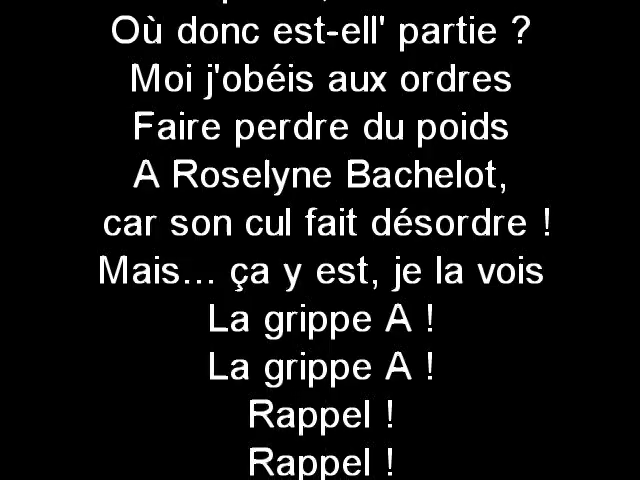 Où donc est-ell' partie ?
Moi j'obéis aux ordres
Faire perdre du poids
A Roselyne Bachelot,
car son cul fait désordre !
Mais... ça y est, je la vois
La grippe A !
La grippe A !
Rappel !
Rappel !